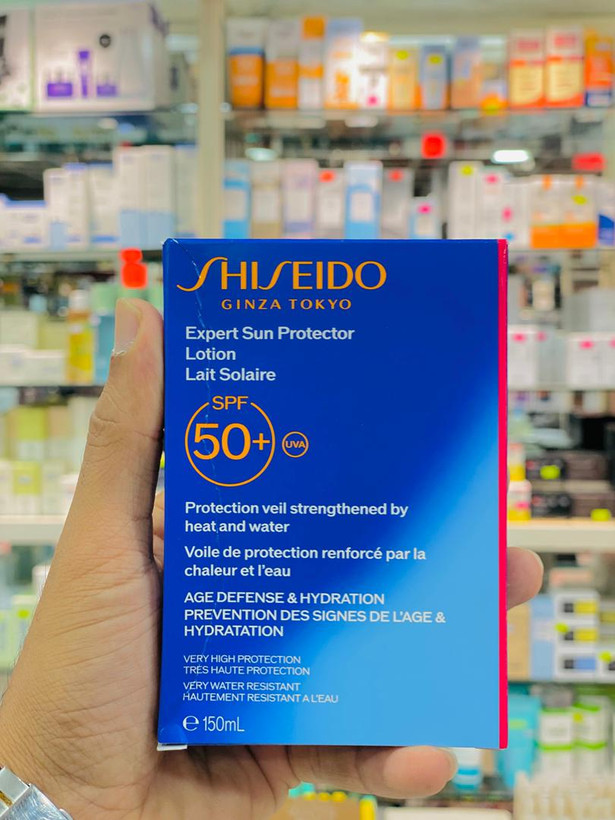 SHISEIDO
GINZA TOKYO
Expert Sun Protector
Lotion
Lait Solaire
SPF
50+ UVA
Protection veil strengthened by
heat and water
Voile de protection renforcé par la
chaleur et l'eau
AGE DEFENSE & HYDRATION
PREVENTION DES SIGNES DE L'AGE &
HYDRATATION
VERY HIGH PROTECTION
TRÈS HAUTE PROTECTION
VERY WATER RESISTANT
HAUTEMENT RESISTANT A L'EAU
℮ 150mL